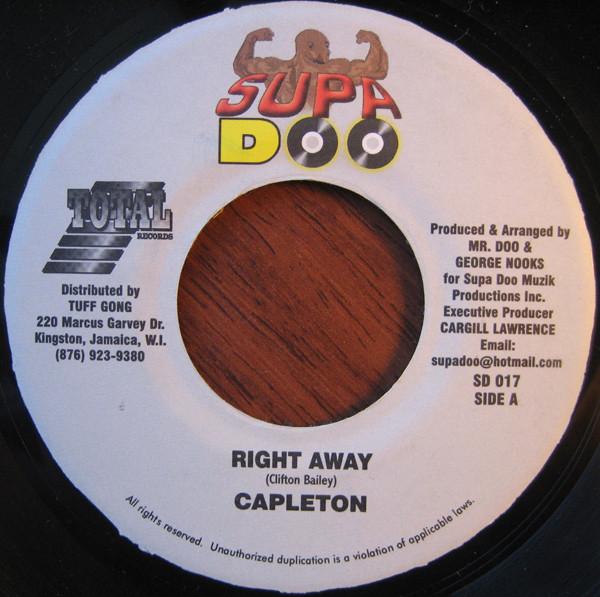 SUPA
DOO
TOTAL
RECORDS
Distributed by
TUFF GONG
220 Marcus Garvey Dr.
Kingston, Jamaica, W.I.
(876) 923-9380
Produced & Arranged by
MR. DOO &
GEORGE NOOKS
for Supa Doo Muzik
Productions Inc.
Executive Producer
CARGILL LAWRENCE
Email:
supadoo@hotmail.com
SD 017
SIDE A
RIGHT AWAY
(Clifton Bailey)
CAPLETON
All rights reserved. Unauthorized duplication is a violation of applicable laws.